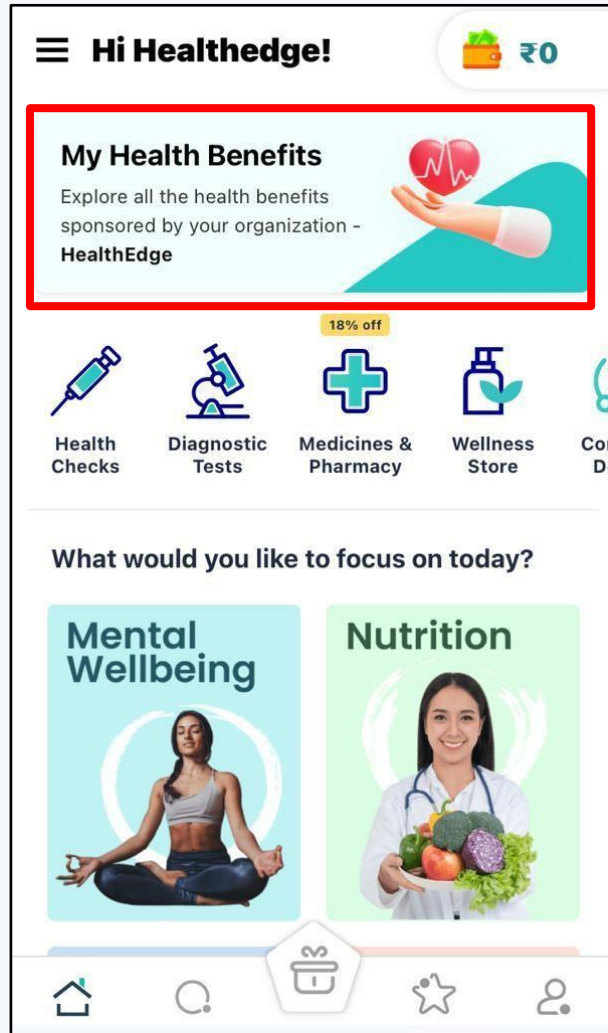 Hi Healthedge!
₹0
My Health Benefits
Explore all the health benefits
sponsored by your organization -
HealthEdge
18% off
Health
Checks
Diagnostic
Tests
Medicines &
Pharmacy
Wellness
Store
What would you like to focus on today?
Mental
Wellbeing
Nutrition